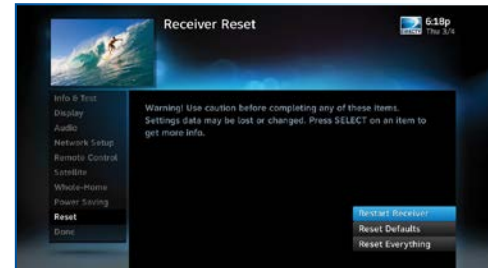 Receiver Reset
DIRECTV
6:18p
Thu 3/4
Info & Test
Display
Audio
Network Setup
Remote Control
Satellite
Whole-Home
Power Saving
Reset
Done
Warning! Use caution before completing any of these items.
Settings data may be lost or changed. Press SELECT on an item to
get more info.
Restart Receiver
Reset Defaults
Reset Everything